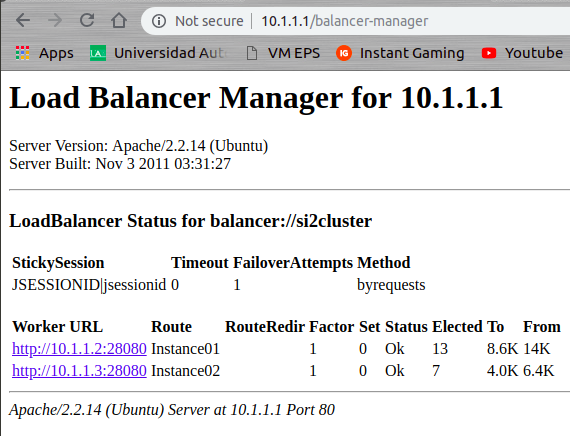 Not secure | 10.1.1.1/balancer-manager
Apps Universidad Aut VM EPS Instant Gaming Youtube
Load Balancer Manager for 10.1.1.1
Server Version: Apache/2.2.14 (Ubuntu)
Server Built: Nov 3 2011 03:31:27
LoadBalancer Status for balancer://si2cluster
StickySession Timeout FailoverAttempts Method
JSESSIONID|jsessionid 0 1 byrequests
Worker URL Route RouteRedir Factor Set Status Elected To From
http://10.1.1.2:28080 Instance01 1 0 Ok 13 8.6K 14K
http://10.1.1.3:28080 Instance02 1 0 Ok 7 4.0K 6.4K
Apache/2.2.14 (Ubuntu) Server at 10.1.1.1 Port 80